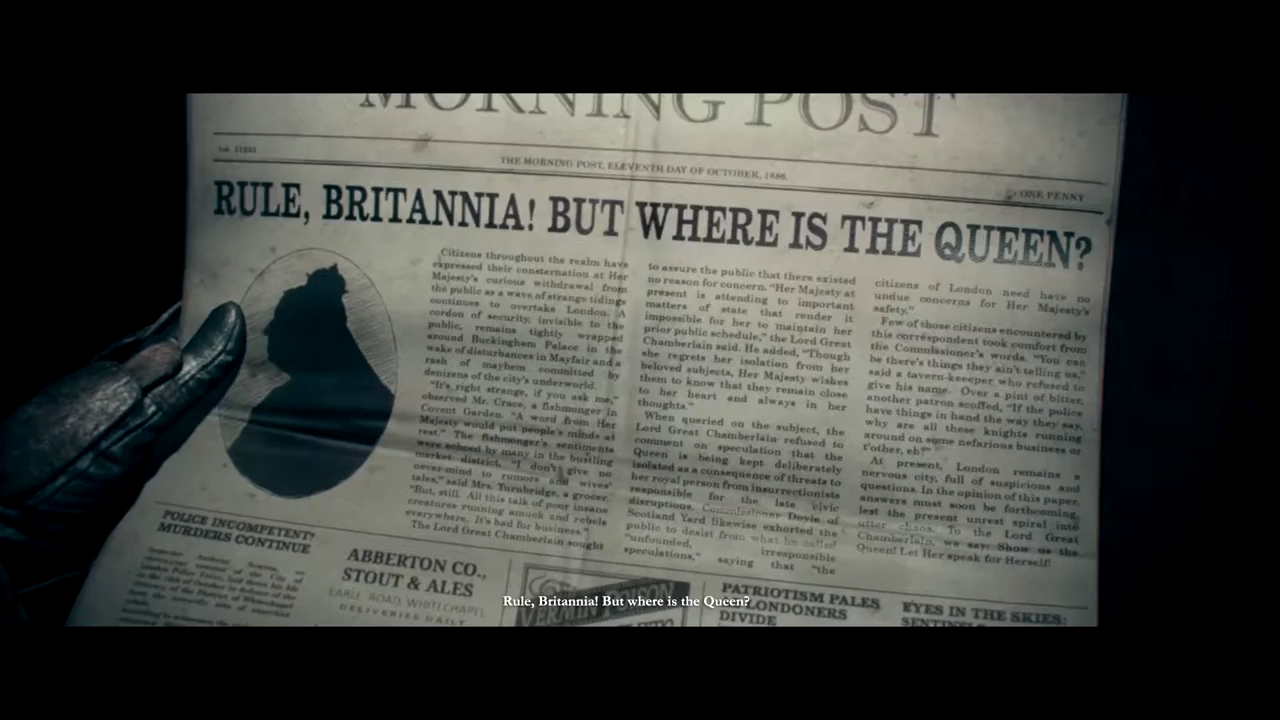 MORNING POST
THE MORNING POST, ELEVENTH DAY OF OCTOBER, 1886.
ONE PENNY
RULE, BRITANNIA! BUT WHERE IS THE QUEEN?
Citizens throughout the realm have
expressed their consternation at Her
Majesty's curious withdrawal from
the public as a wave of strange tidings
continues to overtake London. A
cordon of security, invisible to the
public, remains tightly wrapped
around Buckingham Palace in the
wake of disturbances in Mayfair and a
rash of mayhem committed by
denizens of the city's underworld.
"It's right strange, if you ask me,"
observed Mr. Crace, a fishmonger in
Covent Garden. "A word from Her
Majesty would put people's minds at
rest." The fishmonger's sentiments
were echoed by many in the bustling
market district. "I don't give no
never-mind to rumors and wives'
tales," said Mrs. Turnbridge, a grocer.
"But, still. All this talk of poor insane
creatures running amuck and rebels
everywhere. It's bad for business."
The Lord Great Chamberlain sought
to assure the public that there existed
no reason for concern. "Her Majesty at
present is attending to important
matters of state that render it
impossible for her to maintain her
prior public schedule," the Lord Great
Chamberlain said. He added, "Though
she regrets her isolation from her
beloved subjects, Her Majesty wishes
them to know that they remain close
to her heart and always in her
thoughts."
When queried on the subject, the
Lord Great Chamberlain refused to
comment on speculation that the
Queen is being kept deliberately
isolated as a consequence of threats to
her royal person from insurrectionists
responsible for the late civic
disruptions. Commissioner Doyle of
Scotland Yard likewise exhorted the
public to desist from what he called
"unfounded, irresponsible
speculations," saying that "the
citizens of London need have no
undue concerns for Her Majesty's
safety."
Few of those citizens encountered by
this correspondent took comfort from
the Commissioner's words. "You can
be there's things they ain't telling us,"
said a tavern-keeper who refused to
give his name. Over a pint of bitter,
another patron scoffed, "If the police
have things in hand the way they say,
why are all these knights running
around on some nefarious business or
t'other, eh?"
At present, London remains a
nervous city, full of suspicions and
questions. In the opinion of this paper,
answers must soon be forthcoming,
lest the present unrest spiral into
utter chaos. To the Lord Great
Chamberlain, we say: Show us the
Queen! Let Her speak for Herself!
POLICE INCOMPETENT?
MURDERS CONTINUE
ABBERTON CO.,
STOUT & ALES
EARLE ROAD, WHITECHAPEL
DELIVERIES DAILY
PATRIOTISM PALES
LONDONERS
DIVIDE
EYES IN THE SKIES:
Rule, Britannia! But where is the Queen?